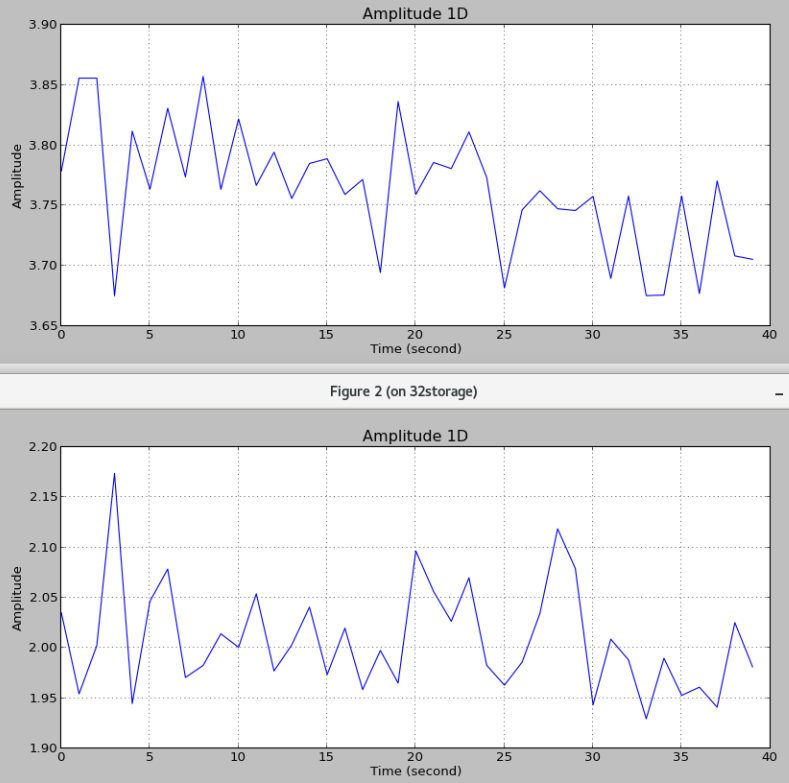 Amplitude 1D
3.90
3.85
3.80
3.75
3.70
3.65
Amplitude
0 5 10 15 20 25 30 35 40
Time (second)
Figure 2 (on 32storage)
Amplitude 1D
2.20
2.15
2.10
2.05
2.00
1.95
1.90
Amplitude
0 5 10 15 20 25 30 35 40
Time (second)